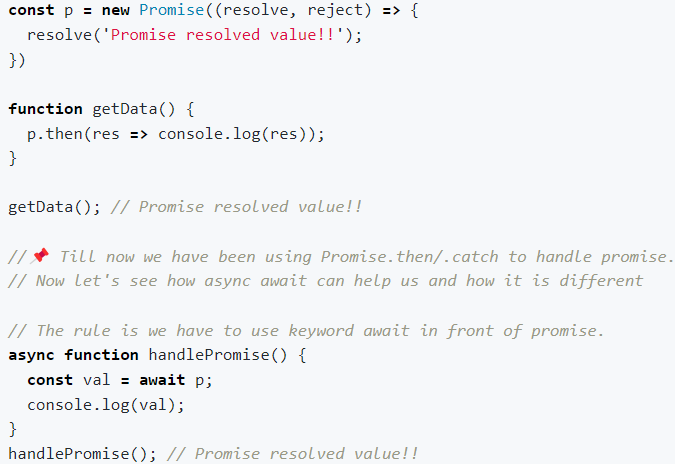 const p = new Promise((resolve, reject) => {
  resolve('Promise resolved value!!');
})

function getData() {
  p.then(res => console.log(res));
}

getData(); // Promise resolved value!!

//📌 Till now we have been using Promise.then/.catch to handle promise.
// Now let's see how async await can help us and how it is different

// The rule is we have to use keyword await in front of promise.
async function handlePromise() {
  const val = await p;
  console.log(val);
}
handlePromise(); // Promise resolved value!!